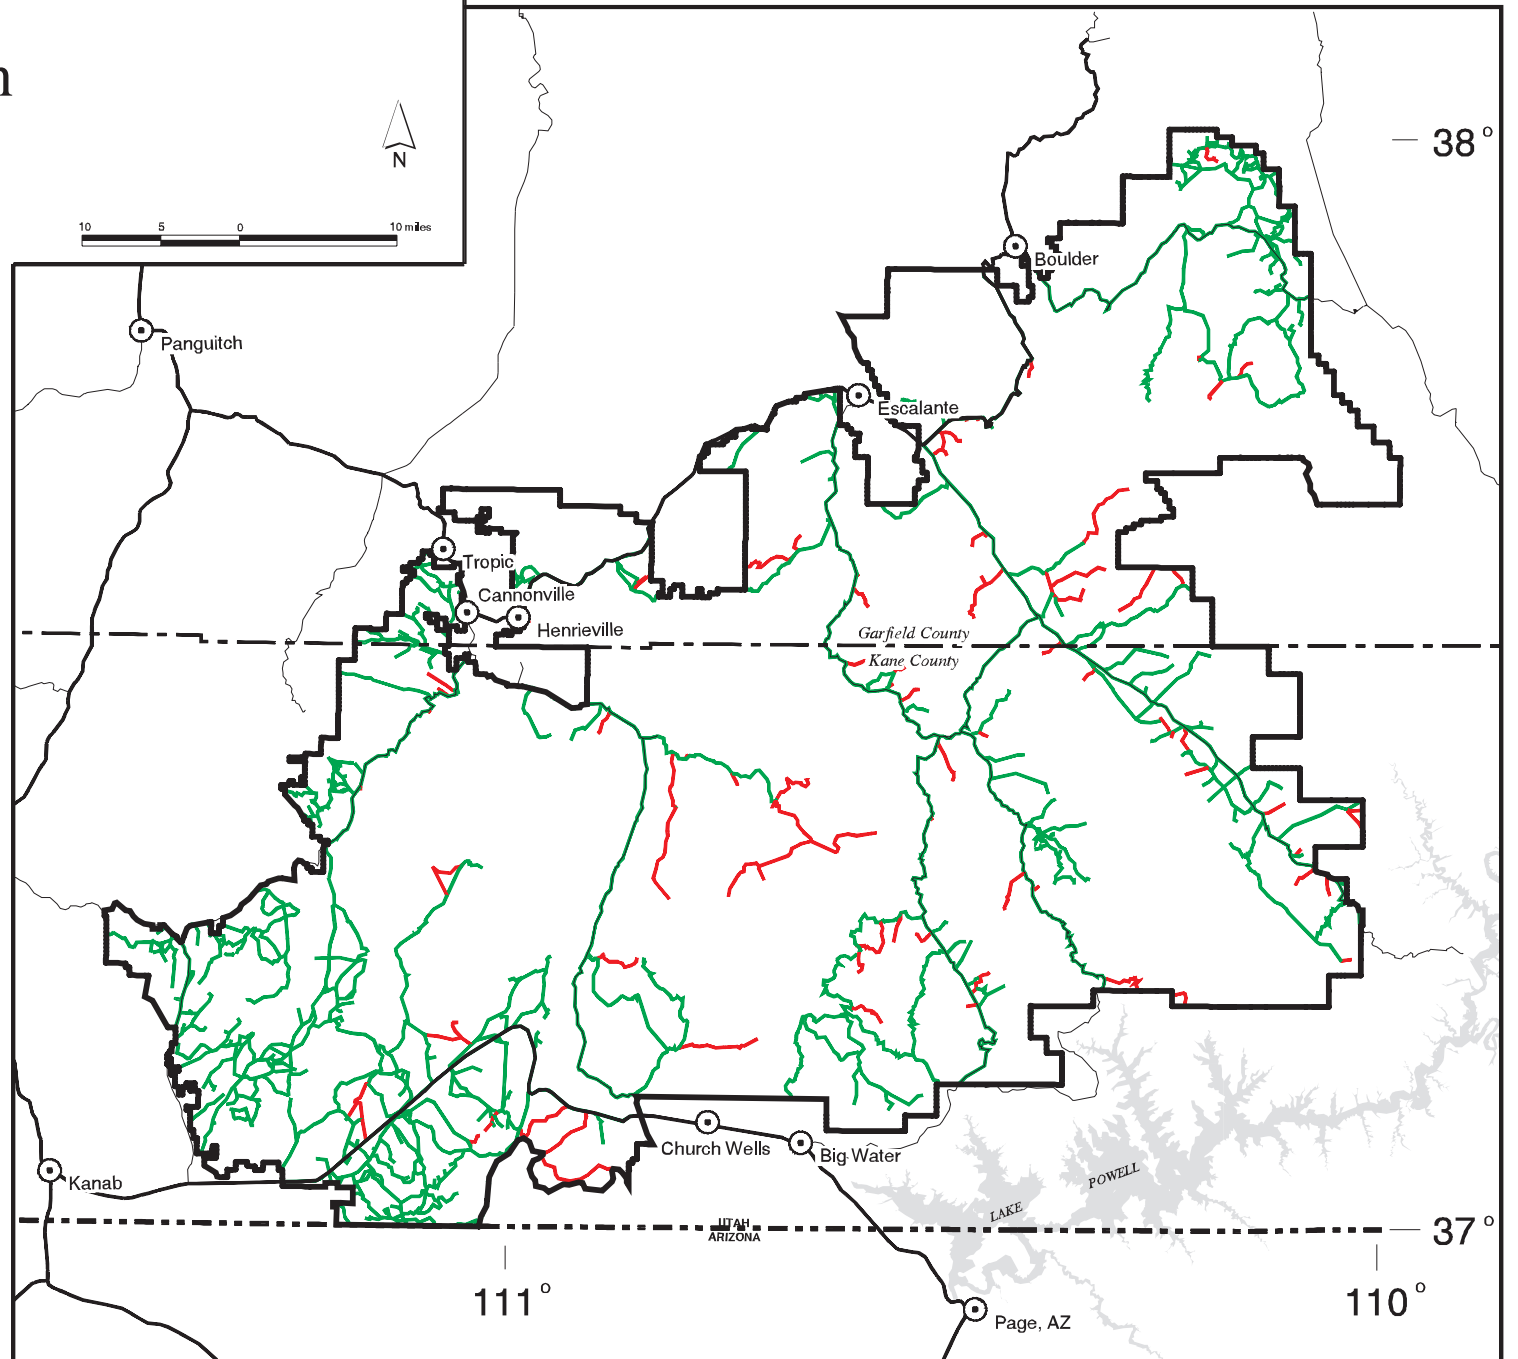 n
N
10 5 0 10 miles
38°
Boulder
Panguitch
Escalante
Tropic
Cannonville
Henrieville
Garfield County
Kane County
Church Wells
Big Water
Kanab
LAKE POWELL
UTAH
ARIZONA
37°
111°
110°
Page, AZ